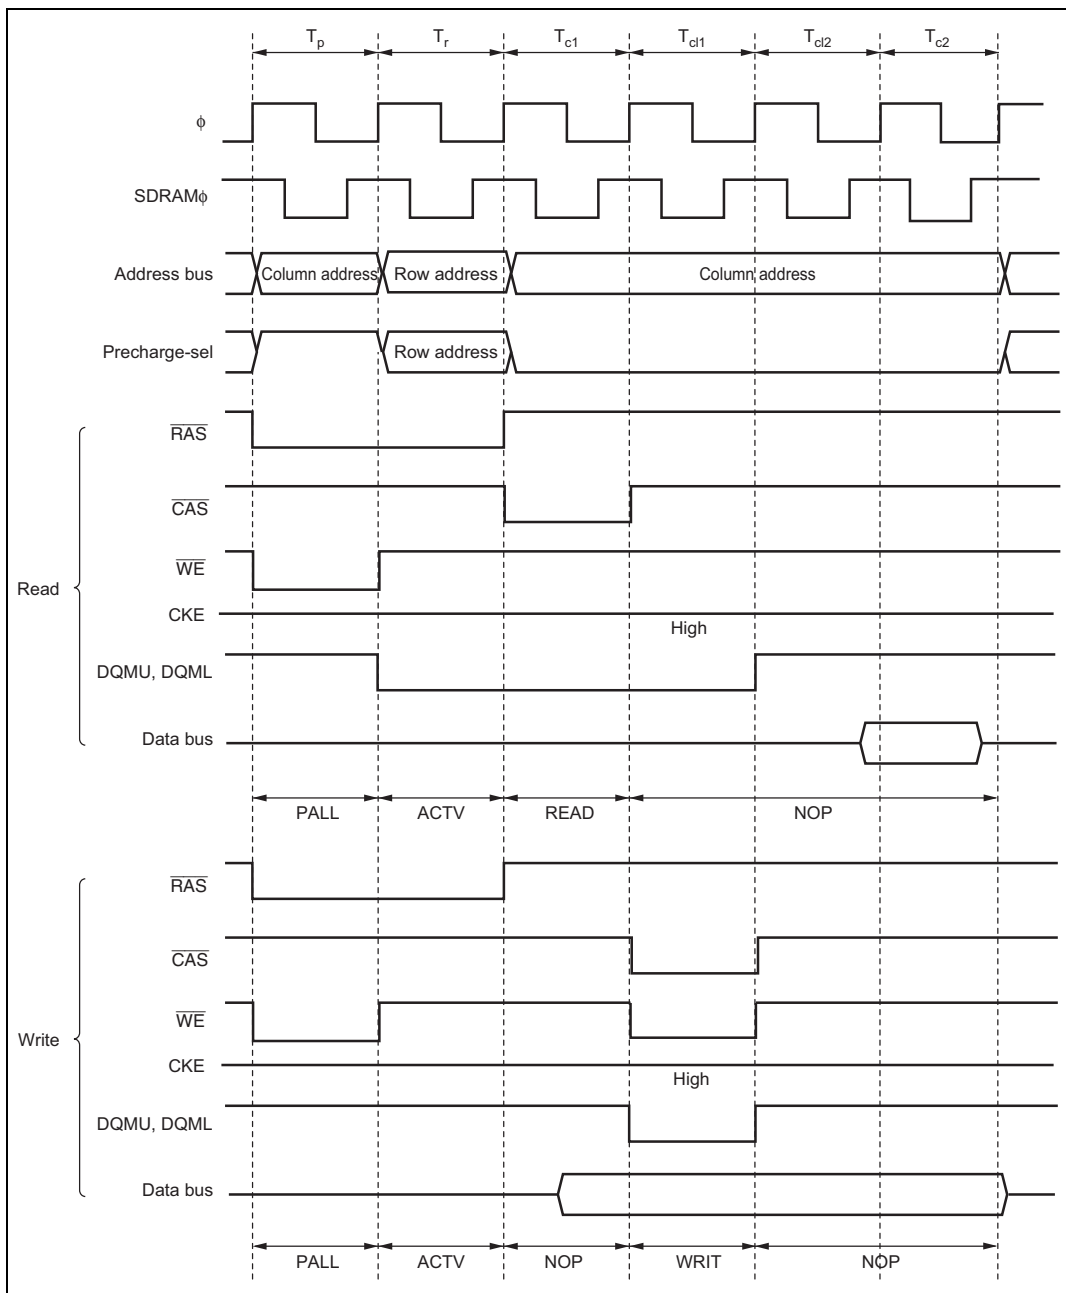 Tp Tr Tc1 Tcl1 Tcl2 Tc2
ϕ
SDRAMϕ
Address bus Column address Row address Column address
Precharge-sel Row address
Read
RAS
CAS
WE
CKE High
DQMU, DQML
Data bus
PALL ACTV READ NOP
Write
RAS
CAS
WE
CKE High
DQMU, DQML
Data bus
PALL ACTV NOP WRIT NOP